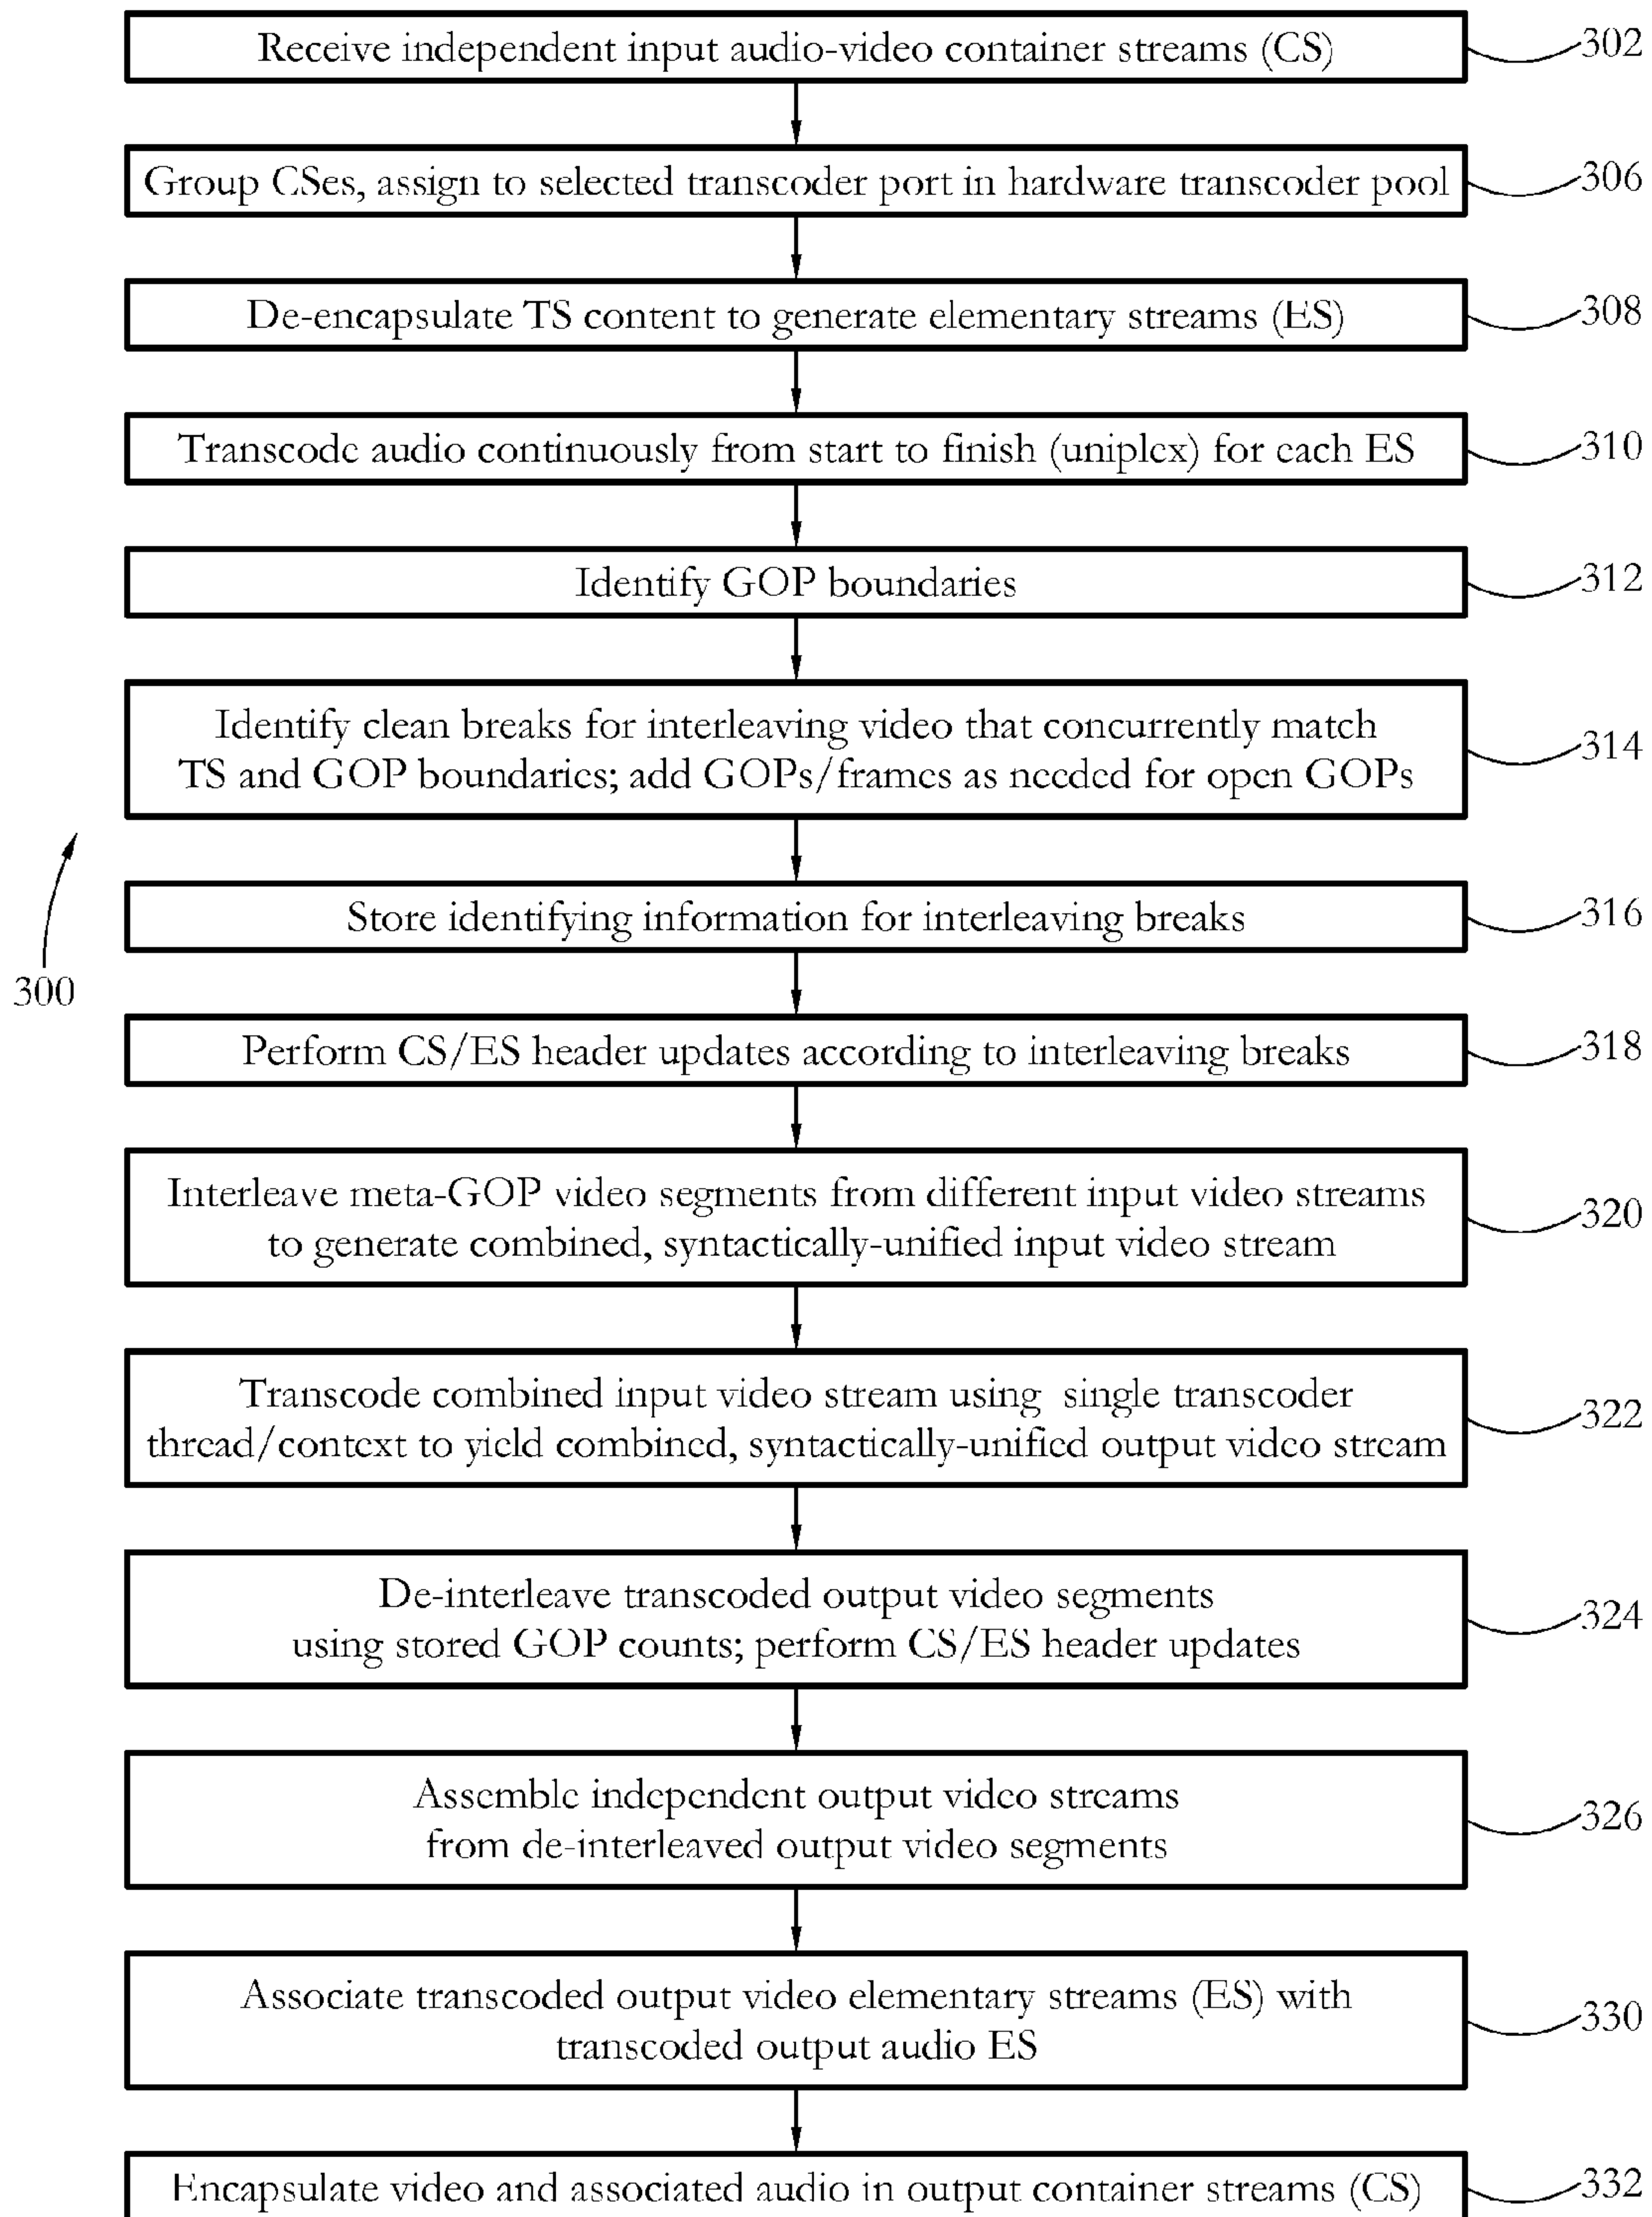 Receive independent input audio-video container streams (CS)
302
Group CSes, assign to selected transcoder port in hardware transcoder pool
306
De-encapsulate TS content to generate elementary streams (ES)
308
Transcode audio continuously from start to finish (uniplex) for each ES
310
Identify GOP boundaries
312
Identify clean breaks for interleaving video that concurrently match
TS and GOP boundaries; add GOPs/frames as needed for open GOPs
314
Store identifying information for interleaving breaks
316
300
Perform CS/ES header updates according to interleaving breaks
318
Interleave meta-GOP video segments from different input video streams
to generate combined, syntactically-unified input video stream
320
Transcode combined input video stream using single transcoder
thread/context to yield combined, syntactically-unified output video stream
322
De-interleave transcoded output video segments
using stored GOP counts; perform CS/ES header updates
324
Assemble independent output video streams
from de-interleaved output video segments
326
Associate transcoded output video elementary streams (ES) with
transcoded output audio ES
330
Encapsulate video and associated audio in output container streams (CS)
332